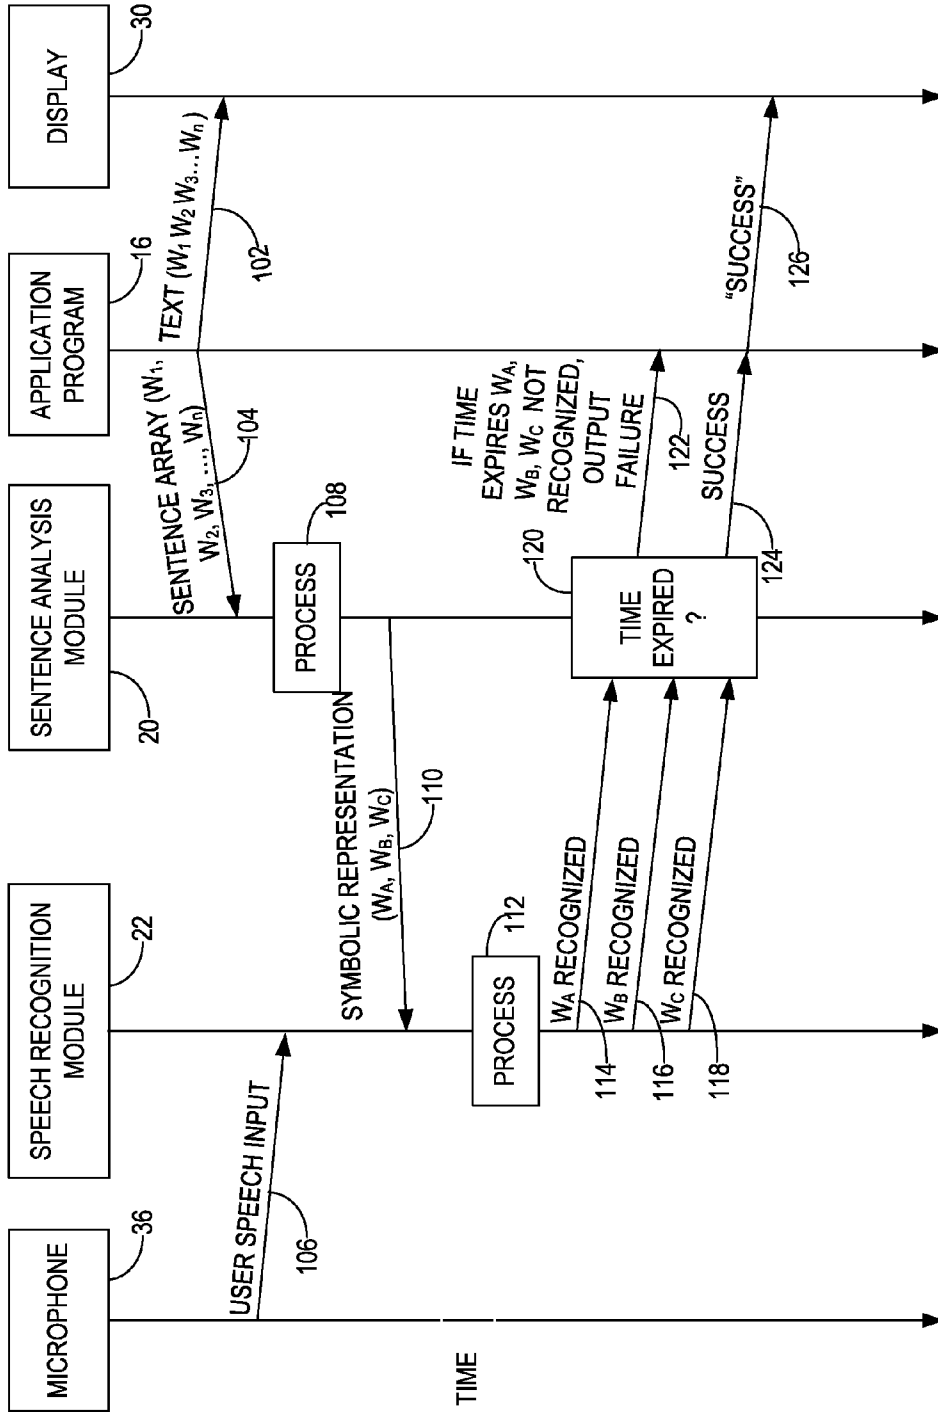 MICROPHONE
36
SPEECH RECOGNITION
MODULE
22
SENTENCE ANALYSIS
MODULE
20
APPLICATION
PROGRAM
16
DISPLAY
30
TEXT (W1 W2 W3...Wn)
102
SENTENCE ARRAY (W1,
W2, W3, ..., Wn)
104
USER SPEECH INPUT
106
PROCESS
108
SYMBOLIC REPRESENTATION
(WA, WB, WC)
110
PROCESS
112
WA RECOGNIZED
114
WB RECOGNIZED
116
WC RECOGNIZED
118
TIME
EXPIRED
?
120
IF TIME
EXPIRES WA,
WB, WC NOT
RECOGNIZED,
OUTPUT
FAILURE
122
SUCCESS
124
“SUCCESS”
126
TIME